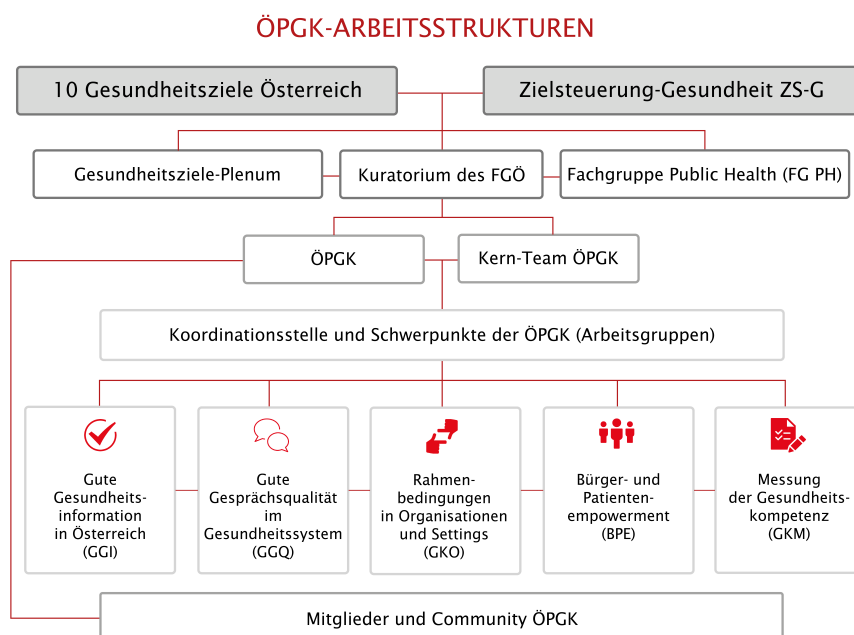 ÖPGK-ARBEITSSTRUKTUREN
10 Gesundheitsziele Österreich
Zielsteuerung-Gesundheit ZS-G
Gesundheitsziele-Plenum
Kuratorium des FGÖ
Fachgruppe Public Health (FG PH)
ÖPGK
Kern-Team ÖPGK
Koordinationsstelle und Schwerpunkte der ÖPGK (Arbeitsgruppen)
Gute
Gesundheits-
information
in Österreich
(GGI)
Gute
Gesprächsqualität
im
Gesundheitssystem
(GGQ)
Rahmen-
bedingungen
in Organisationen
und Settings
(GKO)
Bürger- und
Patienten-
empowerment
(BPE)
Messung
der Gesundheits-
kompetenz
(GKM)
Mitglieder und Community ÖPGK